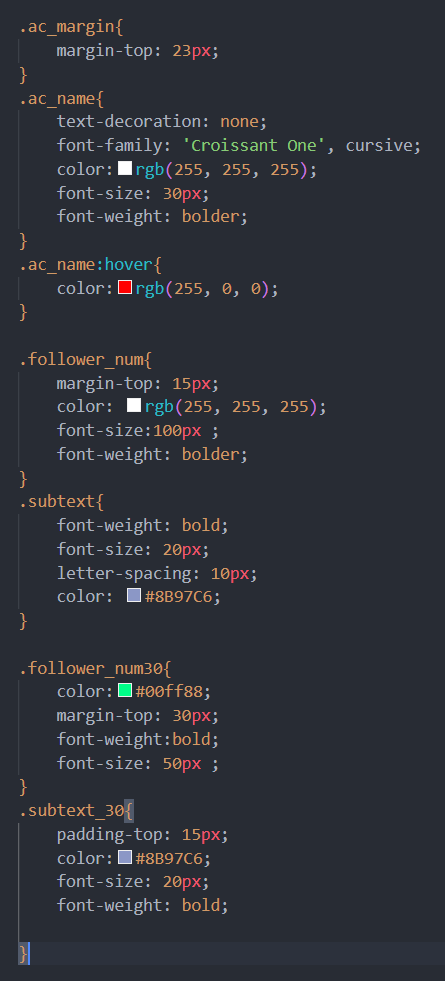 .ac_margin{
    margin-top: 23px;
}
.ac_name{
    text-decoration: none;
    font-family: 'Croissant One', cursive;
    color:rgb(255, 255, 255);
    font-size: 30px;
    font-weight: bolder;
}
.ac_name:hover{
    color:rgb(255, 0, 0);
}

.follower_num{
    margin-top: 15px;
    color: rgb(255, 255, 255);
    font-size:100px ;
    font-weight: bolder;
}
.subtext{
    font-weight: bold;
    font-size: 20px;
    letter-spacing: 10px;
    color: #8B97C6;
}

.follower_num30{
    color:#00ff88;
    margin-top: 30px;
    font-weight:bold;
    font-size: 50px ;
}
.subtext_30{
    padding-top: 15px;
    color:#8B97C6;
    font-size: 20px;
    font-weight: bold;

}